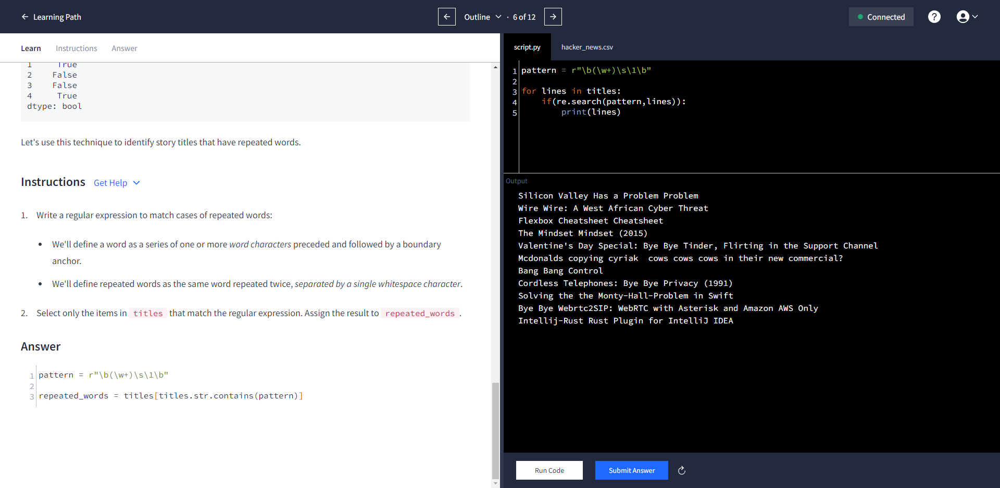 Learning Path
Outline · 6 of 12
Connected
?
Learn Instructions Answer
1 True
2 False
3 False
4 True
dtype: bool
Let's use this technique to identify story titles that have repeated words.
Instructions Get Help
1. Write a regular expression to match cases of repeated words:
• We'll define a word as a series of one or more word characters preceded and followed by a boundary
anchor.
• We'll define repeated words as the same word repeated twice, separated by a single whitespace character.
2. Select only the items in titles that match the regular expression. Assign the result to repeated_words .
Answer
1 pattern = r"\b(\w+)\s\1\b"
2
3 repeated_words = titles[titles.str.contains(pattern)]
script.py hacker_news.csv
1 pattern = r"\b(\w+)\s\1\b"
2
3 for lines in titles:
4 if(re.search(pattern,lines)):
5 print(lines)
Output
Silicon Valley Has a Problem Problem
Wire Wire: A West African Cyber Threat
Flexbox Cheatsheet Cheatsheet
The Mindset Mindset (2015)
Valentine's Day Special: Bye Bye Tinder, Flirting in the Support Channel
Mcdonalds copying cyriak  cows cows cows in their new commercial?
Bang Bang Control
Cordless Telephones: Bye Bye Privacy (1991)
Solving the the Monty-Hall-Problem in Swift
Bye Bye Webrtc2SIP: WebRTC with Asterisk and Amazon AWS Only
Intellij-Rust Rust Plugin for IntelliJ IDEA
Run Code Submit Answer